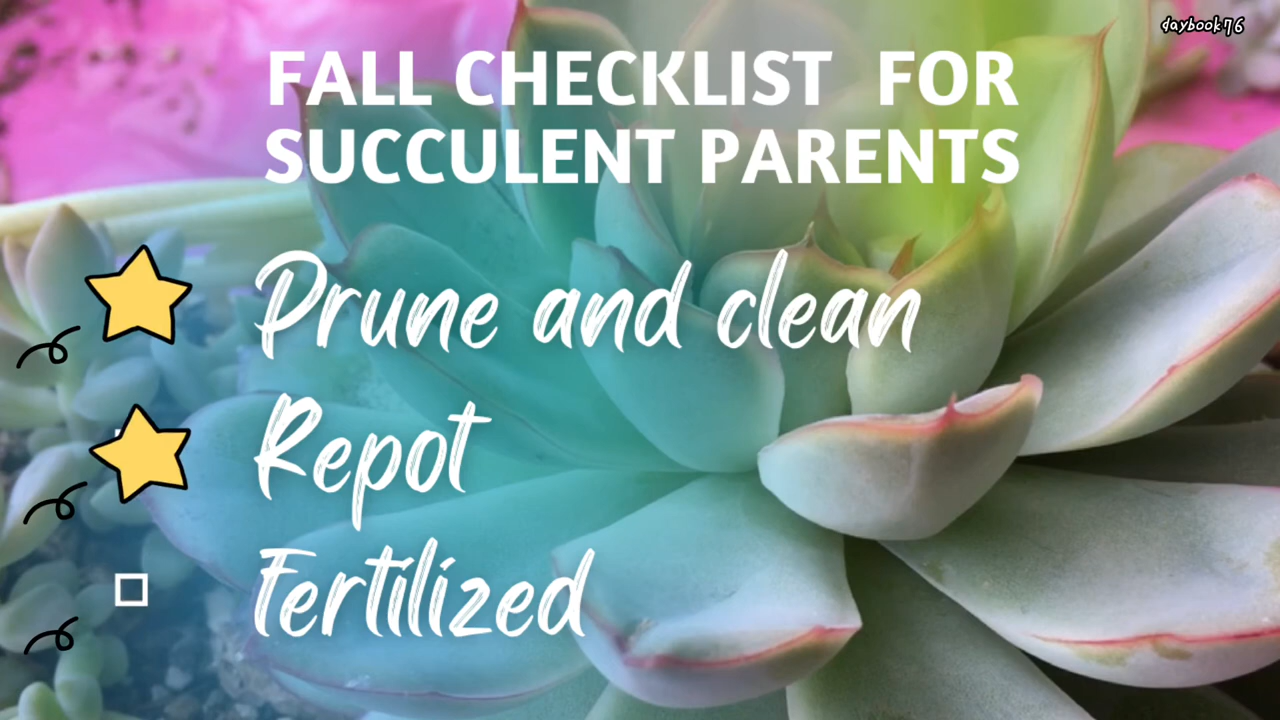 daybook76
FALL CHECKLIST FOR
SUCCULENT PARENTS
Prune and clean
Repot
Fertilized